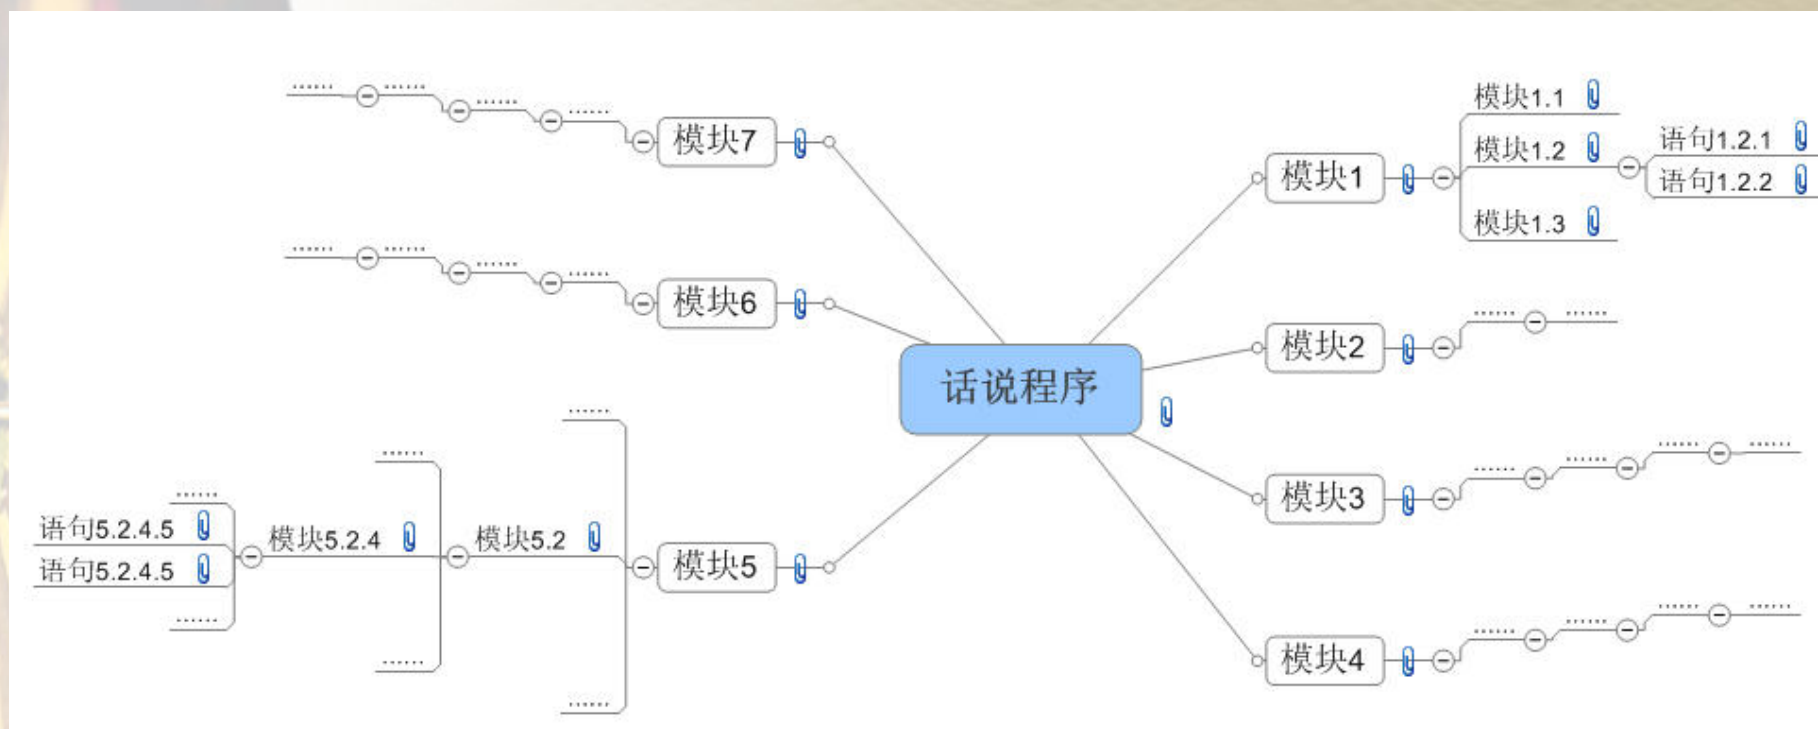 话说程序
模块1
模块1.1
模块1.2
语句1.2.1
语句1.2.2
模块1.3
模块2
……
……
模块3
……
……
……
……
模块4
……
……
……
……
模块5
……
模块5.2
……
模块5.2.4
……
语句5.2.4.5
语句5.2.4.5
……
……
……
模块6
……
……
……
……
模块7
……
……
……
……